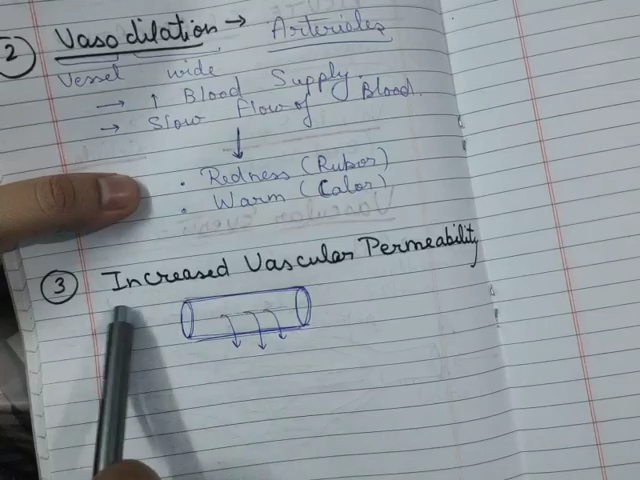 ② Vasodilation → Arterioles
Vessel wide
→ ↑ Blood Supply.
→ Slow flow of Blood.
↓
• Redness (Rubor)
• Warm (Calor)
③ Increased Vascular Permeability